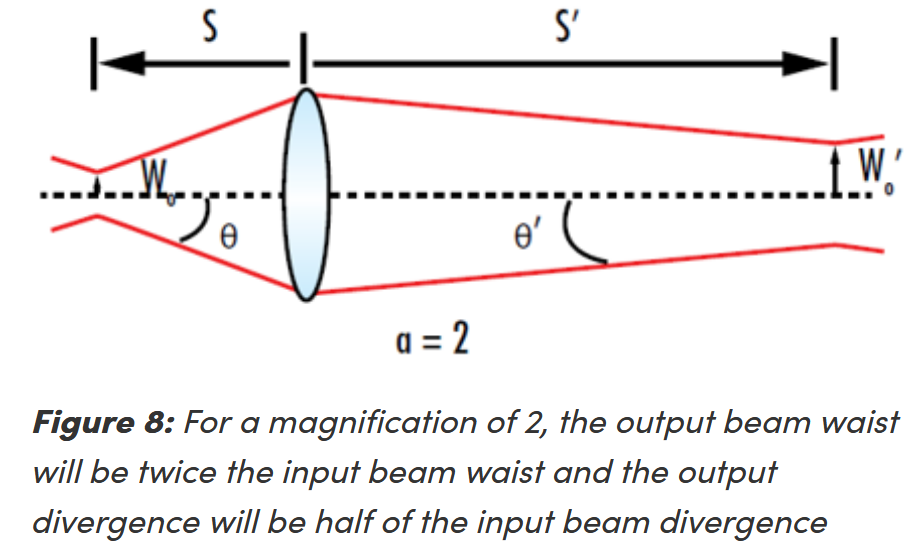 S S′
W₀ W₀′
θ θ′
a = 2
Figure 8: For a magnification of 2, the output beam waist
will be twice the input beam waist and the output
divergence will be half of the input beam divergence